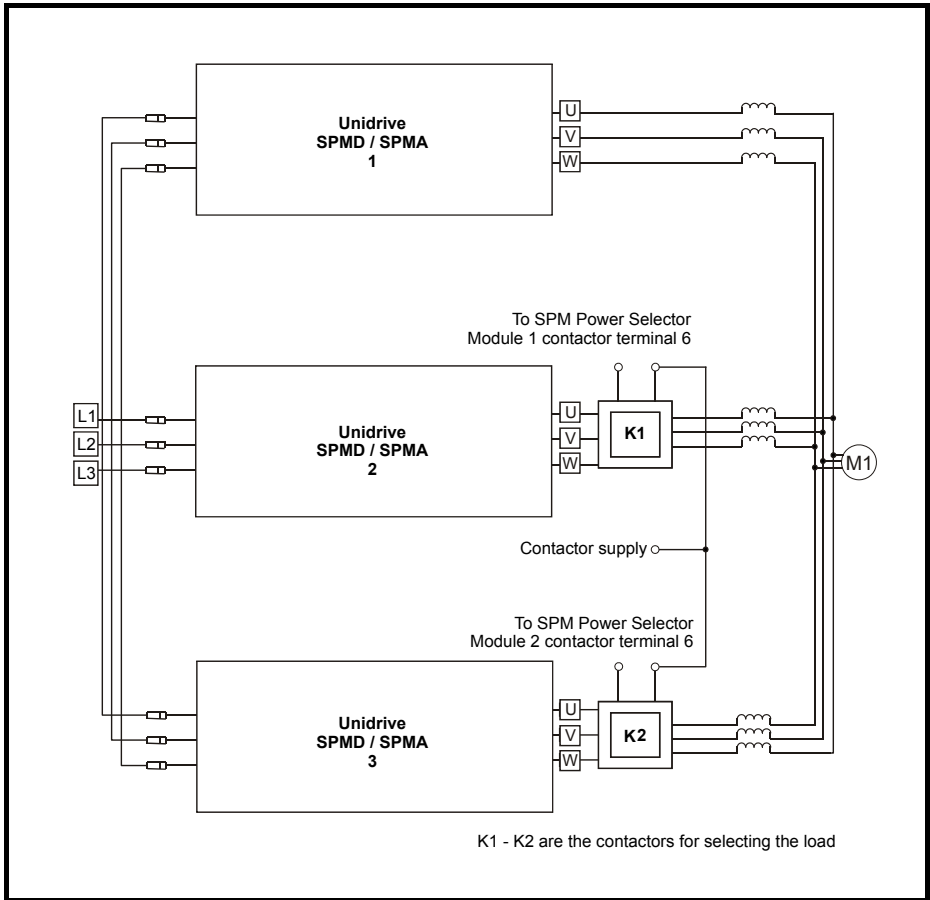 Unidrive
SPMD / SPMA
1
U
V
W
To SPM Power Selector
Module 1 contactor terminal 6
L1
L2
L3
Unidrive
SPMD / SPMA
2
U
V
W
K1
M1
Contactor supply
To SPM Power Selector
Module 2 contactor terminal 6
Unidrive
SPMD / SPMA
3
U
V
W
K2
K1 - K2 are the contactors for selecting the load